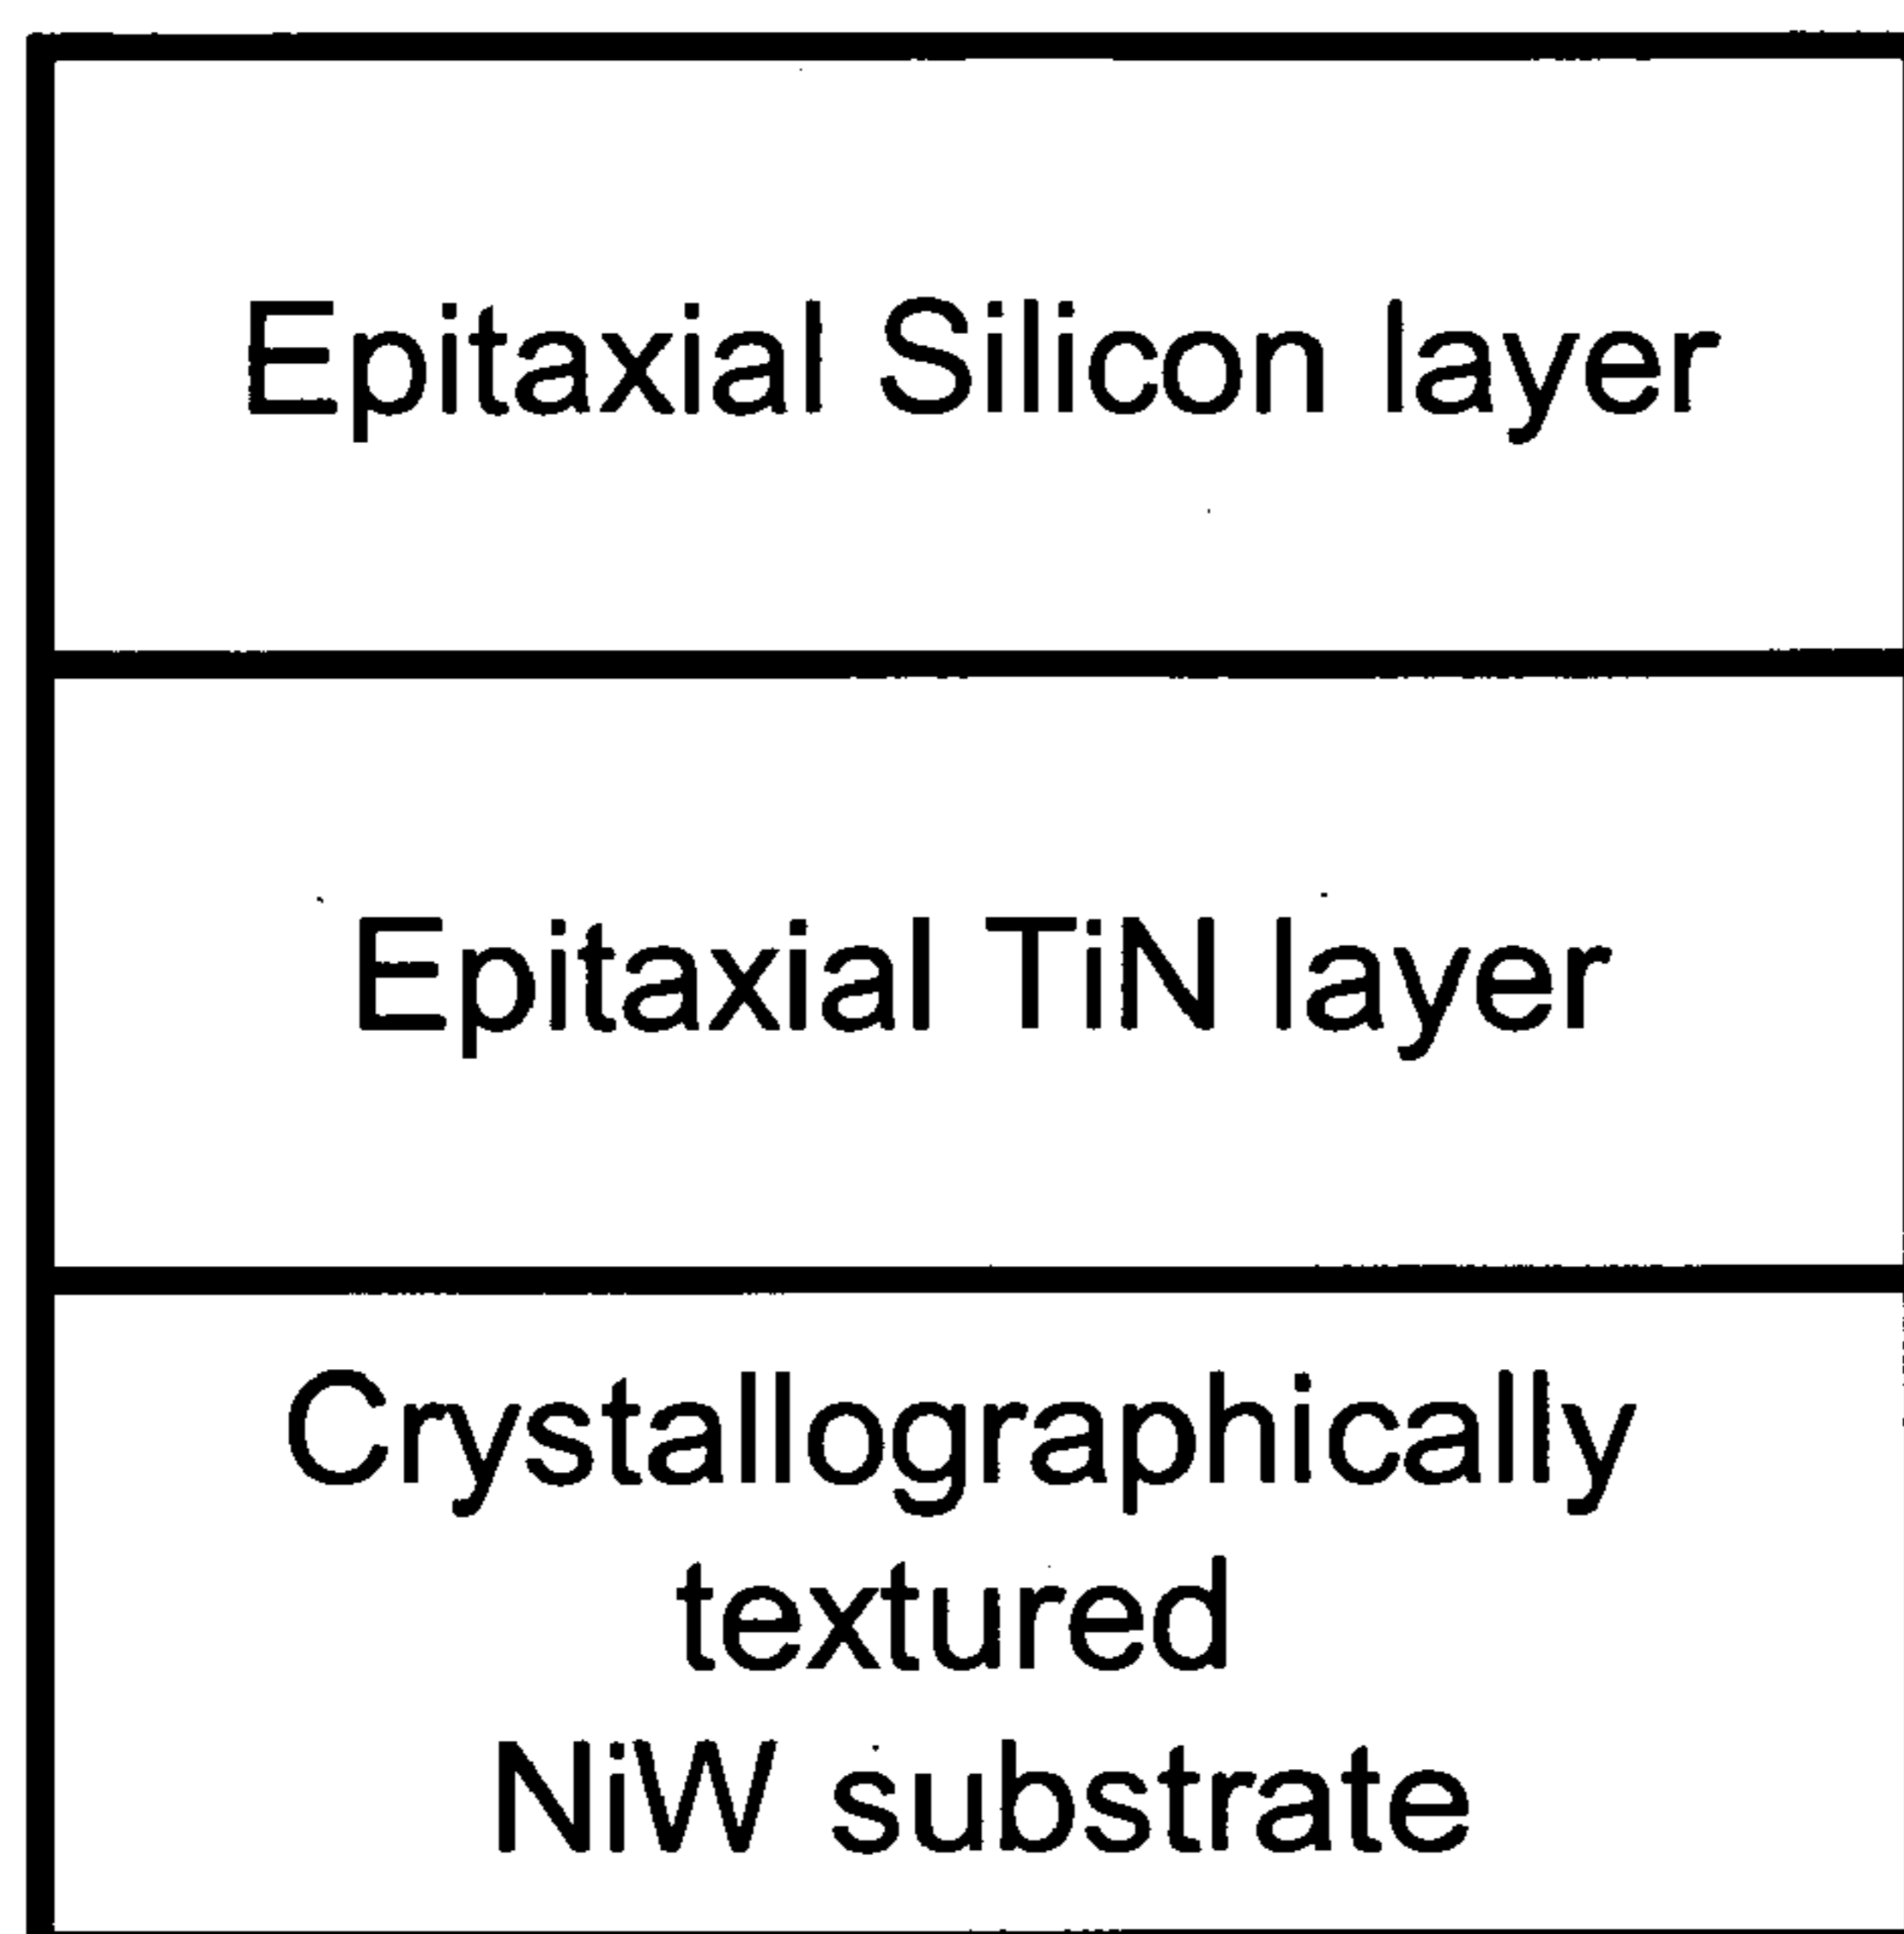 Epitaxial Silicon layer
Epitaxial TiN layer
Crystallographically
textured
NiW substrate